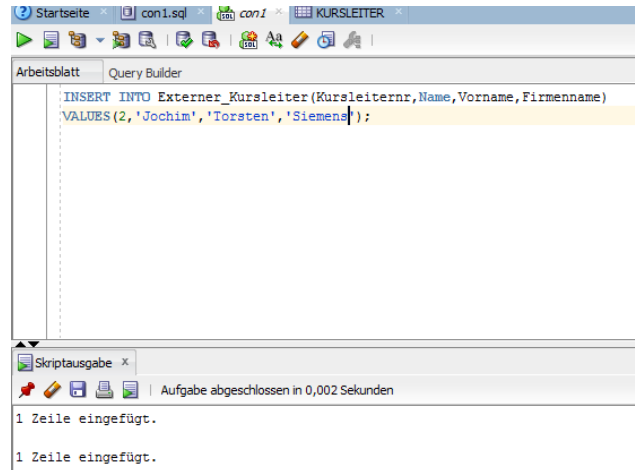 Startseite con1.sql con1 KURSLEITER
Arbeitsblatt Query Builder
INSERT INTO Externer_Kursleiter(Kursleiternr,Name,Vorname,Firmenname)
VALUES(2,'Jochim','Torsten','Siemens');
Skriptausgabe x
Aufgabe abgeschlossen in 0,002 Sekunden
1 Zeile eingefügt.
1 Zeile eingefügt.